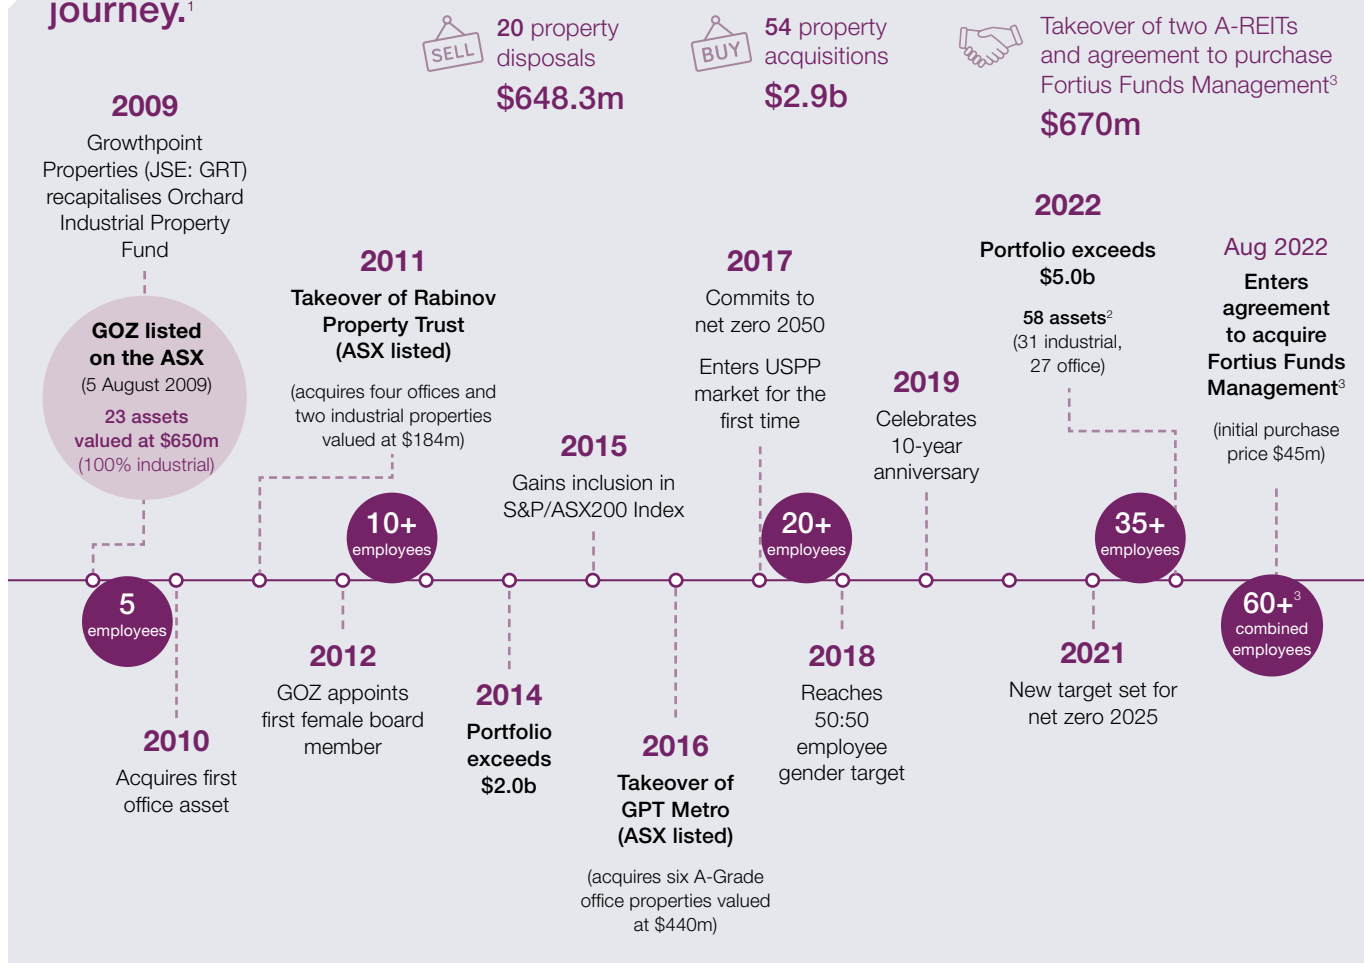 journey.1
SELL
20 property
disposals
$648.3m
BUY
54 property
acquisitions
$2.9b
Takeover of two A-REITs
and agreement to purchase
Fortius Funds Management3
$670m
2009
Growthpoint
Properties (JSE: GRT)
recapitalises Orchard
Industrial Property
Fund
GOZ listed
on the ASX
(5 August 2009)
23 assets
valued at $650m
(100% industrial)
5
employees
2010
Acquires first
office asset
2011
Takeover of Rabinov
Property Trust
(ASX listed)
(acquires four offices and
two industrial properties
valued at $184m)
10+
employees
2012
GOZ appoints
first female board
member
2014
Portfolio
exceeds
$2.0b
2015
Gains inclusion in
S&P/ASX200 Index
2016
Takeover of
GPT Metro
(ASX listed)
(acquires six A-Grade
office properties valued
at $440m)
2017
Commits to
net zero 2050
Enters USPP
market for the
first time
20+
employees
2018
Reaches
50:50
employee
gender target
2019
Celebrates
10-year
anniversary
2021
New target set for
net zero 2025
35+
employees
2022
Portfolio exceeds
$5.0b
58 assets2
(31 industrial,
27 office)
Aug 2022
Enters
agreement
to acquire
Fortius Funds
Management3
(initial purchase
price $45m)
60+3
combined
employees